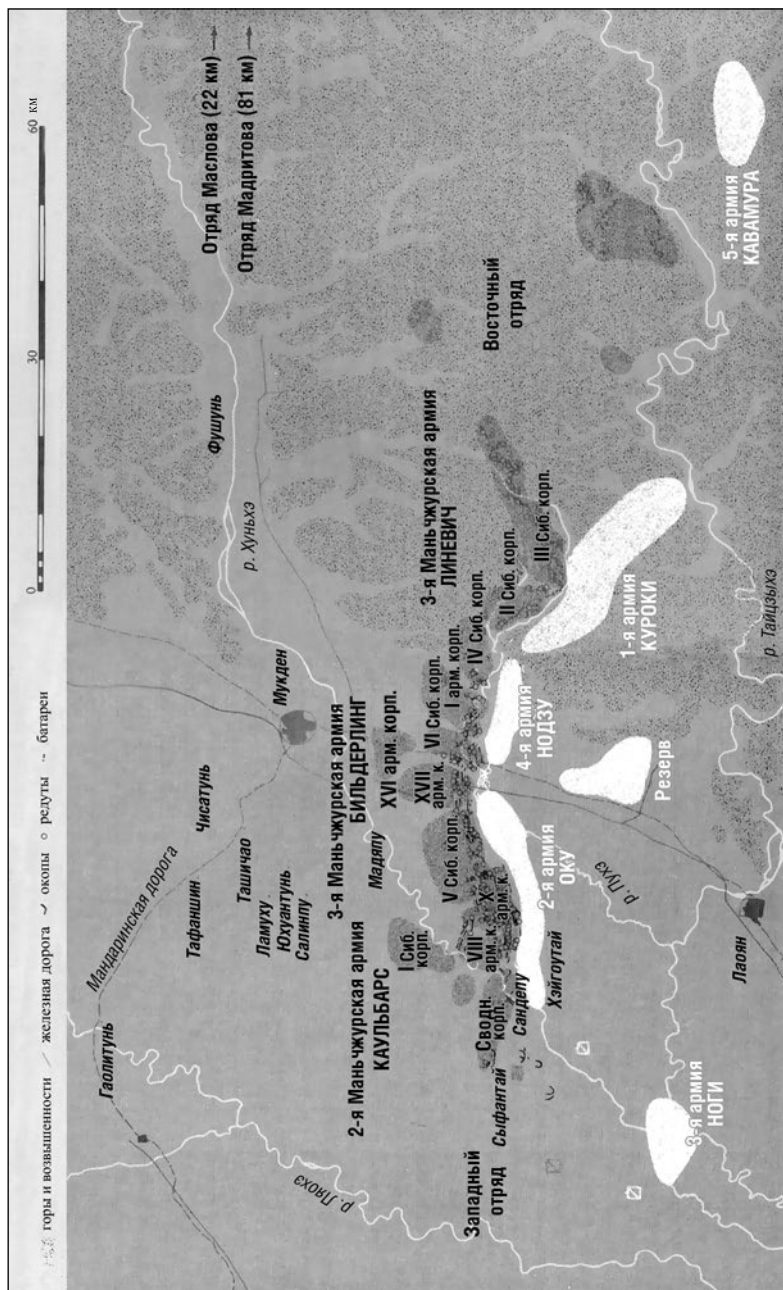 горы и возвышенности
железная дорога
окопы
редуты
батареи
0 30 60 км
Отряд Маслова (22 км)
Отряд Мадритова (81 км)
Гаолитунь
Мандаринская дорога
Тафаншин
Чисатунь
Ташичао
Ламуху
Юхуантунь
Салинпу
Мукден
Фушунь
р. Хуньхэ
р. Ляохэ
2-я Маньчжурская армия
КАУЛЬБАРС
3-я Маньчжурская армия
БИЛЬДЕРЛИНГ
Мадяпу
XVI арм. корп.
3-я Маньчжурская армия
ЛИНЕВИЧ
Восточный
отряд
I Сиб.
корп.
V Сиб. корп.
XVII
арм. к.
VI Сиб. корп.
I арм. корп.
IV Сиб. корп.
II Сиб. корп.
III Сиб. корп.
Западный
отряд
Сыфантай
Сводн.
корп.
VIII
арм. к.
X
арм. к.
Сандепу
Хэйгоутай
2-я армия
ОКУ
4-я армия
НОДЗУ
1-я армия
КУРОКИ
5-я армия
КАВАМУРА
3-я армия
НОГИ
Резерв
р. Пухэ
Лаоян
р. Тайцзыхэ